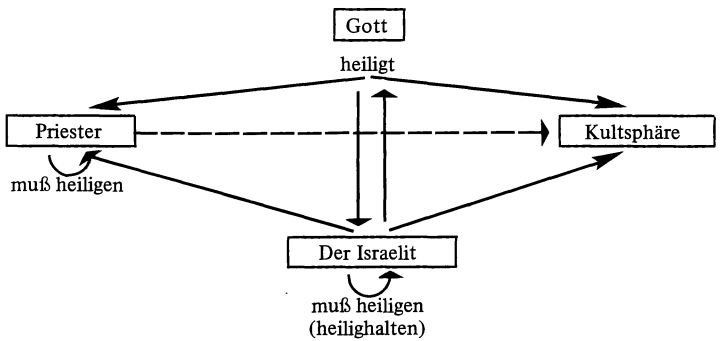 Gott
heiligt
Priester
Kultsphäre
muß heiligen
Der Israelit
muß heiligen
(heilighalten)